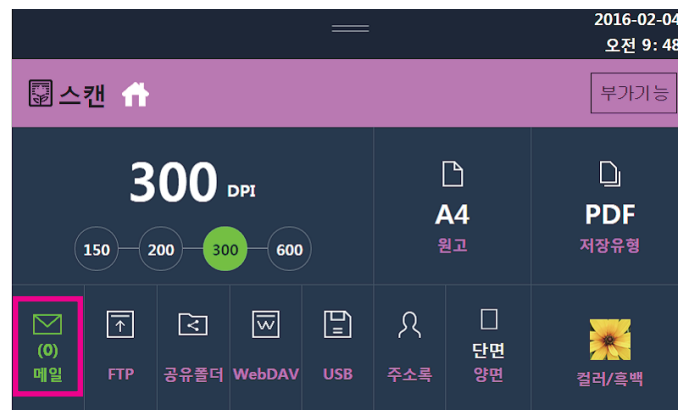 2016-02-04
오전 9: 48
스캔
부가기능
300 DPI
150 200 300 600
A4
원고
PDF
저장유형
(0)
메일
FTP
공유폴더
WebDAV
USB
주소록
단면
양면
컬러/흑백